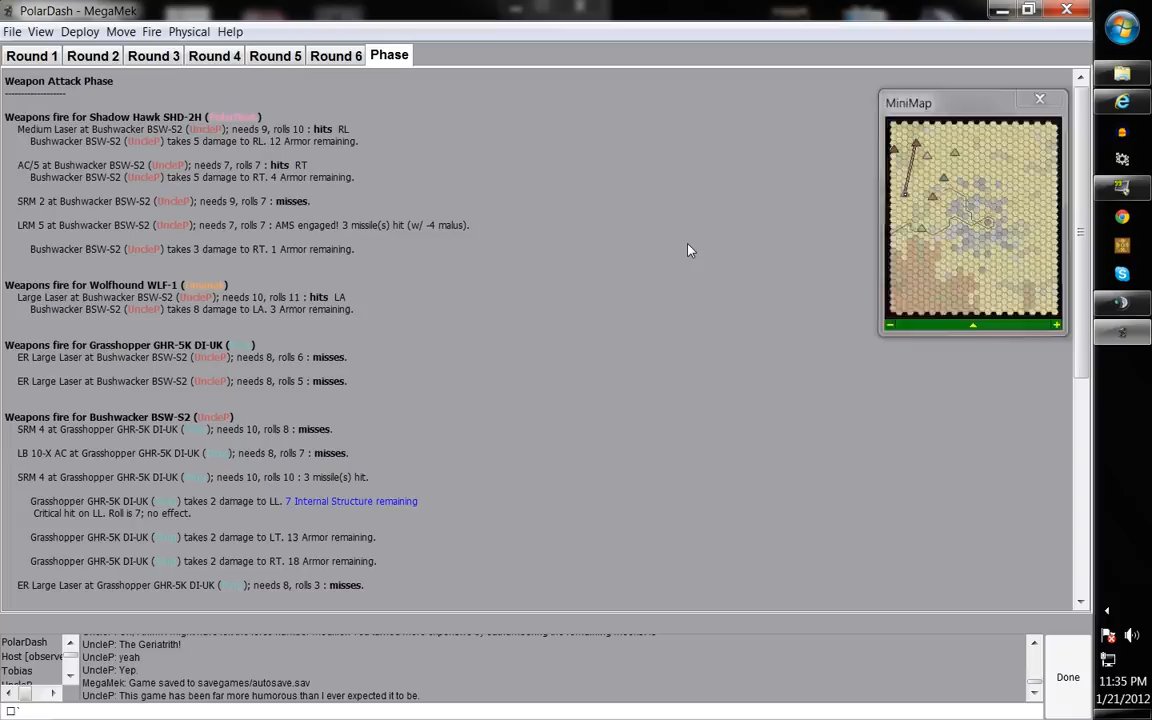 PolarDash - MegaMek
File View Deploy Move Fire Physical Help
Round 1 Round 2 Round 3 Round 4 Round 5 Round 6 Phase
Weapon Attack Phase
-------------------
Weapons fire for Shadow Hawk SHD-2H (PolarDash)
Medium Laser at Bushwacker BSW-S2 (UncleP); needs 9, rolls 10 : hits RL
Bushwacker BSW-S2 (UncleP) takes 5 damage to RL. 12 Armor remaining.
AC/5 at Bushwacker BSW-S2 (UncleP); needs 7, rolls 7 : hits RT
Bushwacker BSW-S2 (UncleP) takes 5 damage to RT. 4 Armor remaining.
SRM 2 at Bushwacker BSW-S2 (UncleP); needs 9, rolls 7 : misses.
LRM 5 at Bushwacker BSW-S2 (UncleP); needs 7, rolls 7 : AMS engaged! 3 missile(s) hit (w/ -4 malus).
Bushwacker BSW-S2 (UncleP) takes 3 damage to RT. 1 Armor remaining.
Weapons fire for Wolfhound WLF-1 ( )
Large Laser at Bushwacker BSW-S2 (UncleP); needs 10, rolls 11 : hits LA
Bushwacker BSW-S2 (UncleP) takes 8 damage to LA. 3 Armor remaining.
Weapons fire for Grasshopper GHR-5K DI-UK ( )
ER Large Laser at Bushwacker BSW-S2 (UncleP); needs 8, rolls 6 : misses.
ER Large Laser at Bushwacker BSW-S2 (UncleP); needs 8, rolls 5 : misses.
Weapons fire for Bushwacker BSW-S2 (UncleP)
SRM 4 at Grasshopper GHR-5K DI-UK ( ); needs 10, rolls 8 : misses.
LB 10-X AC at Grasshopper GHR-5K DI-UK ( ); needs 8, rolls 7 : misses.
SRM 4 at Grasshopper GHR-5K DI-UK ( ); needs 10, rolls 10 : 3 missile(s) hit.
Grasshopper GHR-5K DI-UK ( ) takes 2 damage to LL. 7 Internal Structure remaining
Critical hit on LL. Roll is 7; no effect.
Grasshopper GHR-5K DI-UK ( ) takes 2 damage to LT. 13 Armor remaining.
Grasshopper GHR-5K DI-UK ( ) takes 2 damage to RT. 18 Armor remaining.
ER Large Laser at Grasshopper GHR-5K DI-UK ( ); needs 8, rolls 3 : misses.
MiniMap
PolarDash
Host [observe
Tobias
UncleP: The Geriatrith!
UncleP: yeah
UncleP: Yep.
MegaMek: Game saved to savegames/autosave.sav
UncleP: This game has been far more humorous than I ever expected it to be.
Done
11:35 PM
1/21/2012